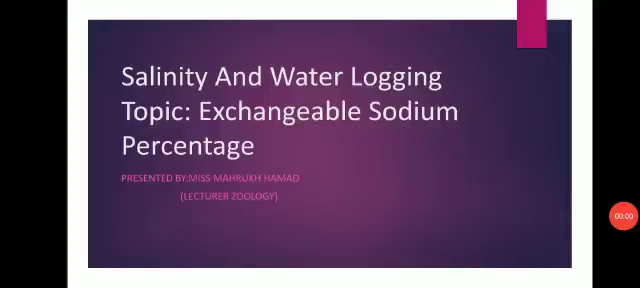 Salinity And Water Logging
Topic: Exchangeable Sodium
Percentage
PRESENTED BY:MISS MAHRUKH HAMAD
(LECTURER ZOOLOGY)
00:00